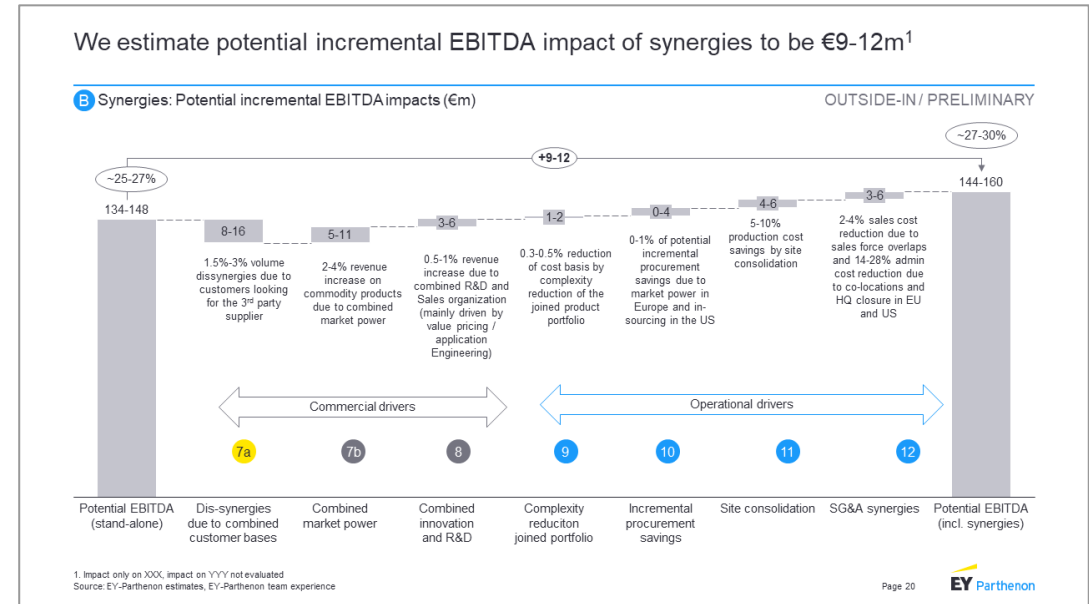 We estimate potential incremental EBITDA impact of synergies to be €9-12m1
B Synergies: Potential incremental EBITDA impacts (€m)
OUTSIDE-IN / PRELIMINARY
~27-30%
+9-12
~25-27%
134-148
144-160
8-16
5-11
3-6
1-2
0-4
4-6
3-6
1.5%-3% volume
dissynergies due to
customers looking
for the 3rd party
supplier
2-4% revenue
increase on
commodity products
due to combined
market power
0.5-1% revenue
increase due to
combined R&D and
Sales organization
(mainly driven by
value pricing /
application
Engineering)
0.3-0.5% reduction
of cost basis by
complexity
reduction of the
joined product
portfolio
0-1% of potential
incremental
procurement
savings due to
market power in
Europe and in-
sourcing in the US
5-10%
production cost
savings by site
consolidation
2-4% sales cost
reduction due to
sales force overlaps
and 14-28% admin
cost reduction due
to co-locations and
HQ closure in EU
and US
Commercial drivers
Operational drivers
7a
7b
8
9
10
11
12
Potential EBITDA
(stand-alone)
Dis-synergies
due to combined
customer bases
Combined
market power
Combined
innovation
and R&D
Complexity
reduciton
joined portfolio
Incremental
procurement
savings
Site consolidation
SG&A synergies
Potential EBITDA
(incl. synergies)
1. Impact only on XXX, impact on YYY not evaluated
Source: EY-Parthenon estimates, EY-Parthenon team experience
Page 20
EY Parthenon